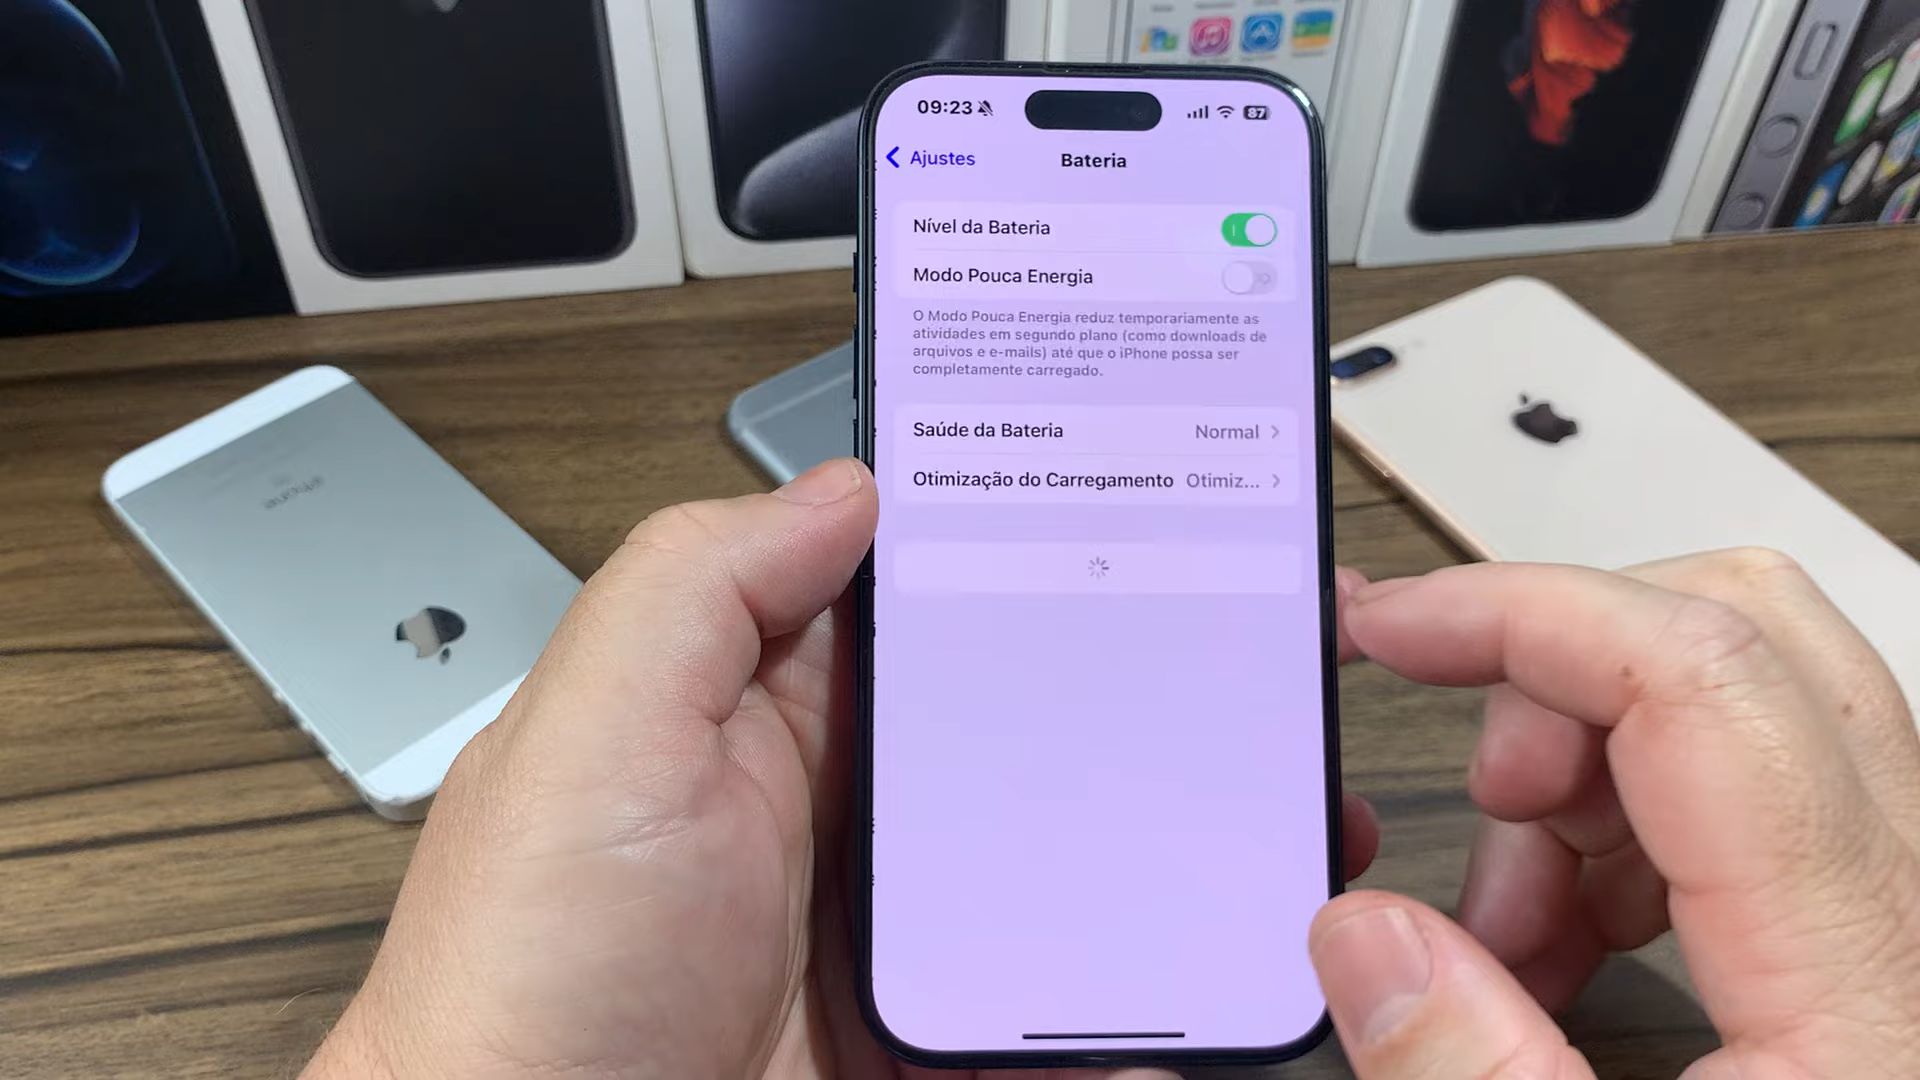 09:23
87
Ajustes
Bateria
Nível da Bateria
Modo Pouca Energia
O Modo Pouca Energia reduz temporariamente as
atividades em segundo plano (como downloads de
arquivos e e-mails) até que o iPhone possa ser
completamente carregado.
Saúde da Bateria Normal
Otimização do Carregamento Otimiz...
iPhone